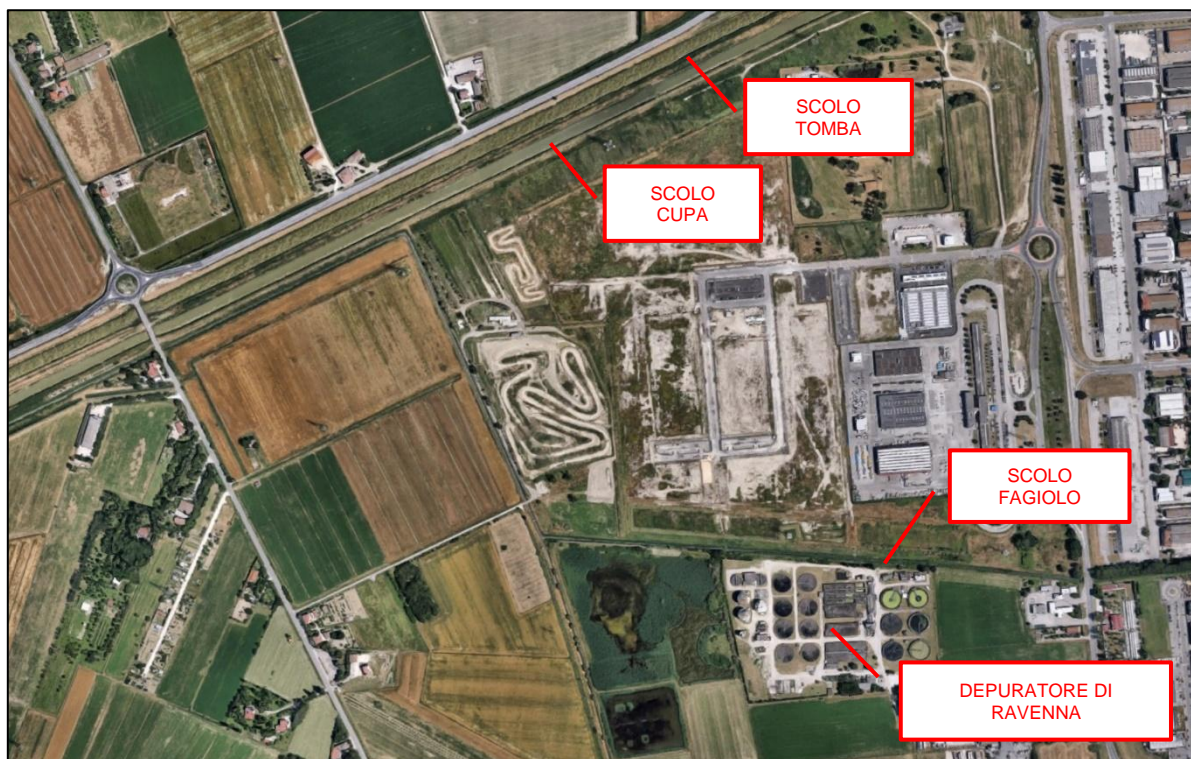 SCOLO
TOMBA
SCOLO
CUPA
SCOLO
FAGIOLO
DEPURATORE DI
RAVENNA